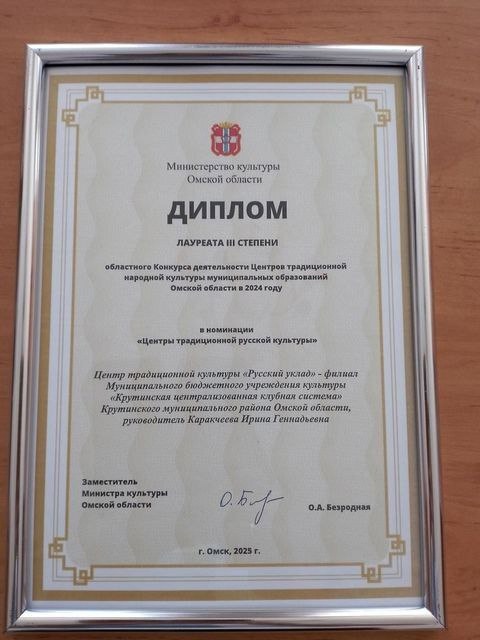 Министерство культуры
Омской области
ДИПЛОМ
ЛАУРЕАТА III СТЕПЕНИ
областного Конкурса деятельности Центров традиционной
народной культуры муниципальных образований
Омской области в 2024 году
в номинации
«Центры традиционной русской культуры»
Центр традиционной культуры «Русский уклад» - филиал
Муниципального бюджетного учреждения культуры
«Крутинская централизованная клубная система»
Крутинского муниципального района Омской области,
руководитель Каракчеева Ирина Геннадьевна
Заместитель
Министра культуры
Омской области
О.А. Безродная
г. Омск, 2025 г.